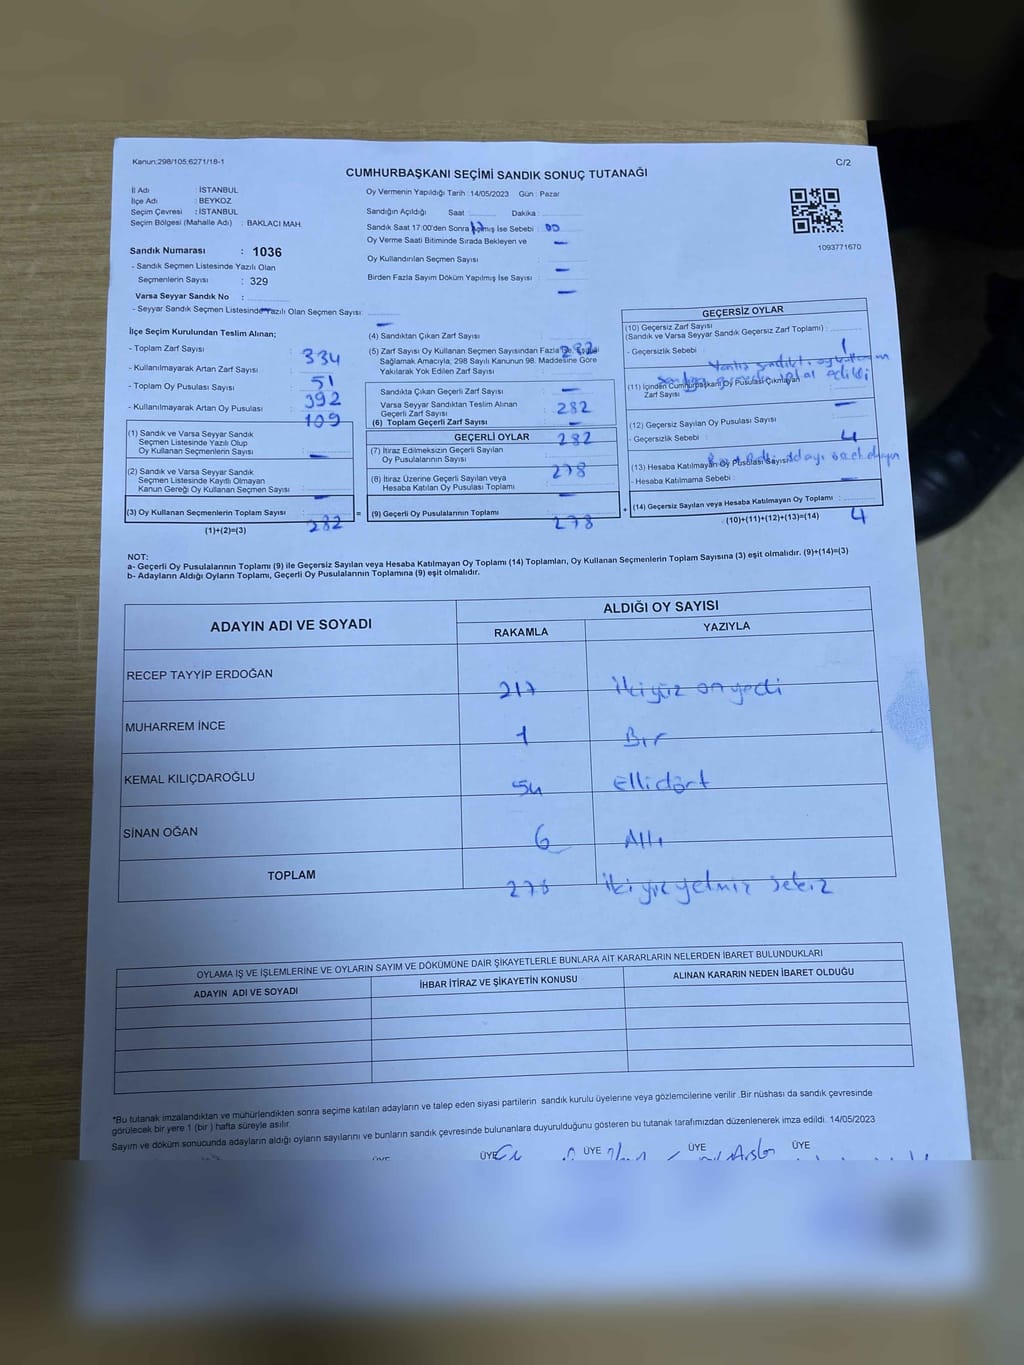 Kanun;298/105;6271/18-1
C/2
CUMHURBAŞKANI SEÇİMİ SANDIK SONUÇ TUTANAĞI
İl Adı : İSTANBUL
İlçe Adı : BEYKOZ
Seçim Çevresi : İSTANBUL
Seçim Bölgesi (Mahalle Adı) : BAKLACI MAH.
Oy Vermenin Yapıldığı Tarih :14/05/2023 Gün : Pazar
Sandığın Açıldığı Saat Dakika :
Sandık Saat 17:00'den Sonra Açmış İse Sebebi : 00
Oy Verme Saati Bitiminde Sırada Bekleyen ve
Oy Kullandırılan Seçmen Sayısı :
Birden Fazla Sayım Döküm Yapılmış İse Sayısı :
1093771670
Sandık Numarası : 1036
- Sandık Seçmen Listesinde Yazılı Olan
Seçmenlerin Sayısı : 329
Varsa Seyyar Sandık No :
- Seyyar Sandık Seçmen Listesinde Yazılı Olan Seçmen Sayısı:
İlçe Seçim Kurulundan Teslim Alınan;
- Toplam Zarf Sayısı : 334
- Kullanılmayarak Artan Zarf Sayısı : 51
- Toplam Oy Pusulası Sayısı : 392
- Kullanılmayarak Artan Oy Pusulası : 109
(1) Sandık ve Varsa Seyyar Sandık
Seçmen Listesinde Yazılı Olup
Oy Kullanan Seçmenlerin Sayısı :
(2) Sandık ve Varsa Seyyar Sandık
Seçmen Listesinde Kayıtlı Olmayan
Kanun Gereği Oy Kullanan Seçmen Sayısı :
(3) Oy Kullanan Seçmenlerin Toplam Sayısı : 282
(1)+(2)=(3)
(4) Sandıktan Çıkan Zarf Sayısı : 282
(5) Zarf Sayısı Oy Kullanan Seçmen Sayısından Fazla İse,
Sağlamak Amacıyla, 298 Sayılı Kanunun 98. Maddesine Göre
Yakılarak Yok Edilen Zarf Sayısı :
Sandıkta Çıkan Geçerli Zarf Sayısı : 282
Varsa Seyyar Sandıktan Teslim Alınan
Geçerli Zarf Sayısı :
(6) Toplam Geçerli Zarf Sayısı : 282
GEÇERLİ OYLAR
(7) İtiraz Edilmeksizin Geçerli Sayılan
Oy Pusulalarının Sayısı : 278
(8) İtiraz Üzerine Geçerli Sayılan veya
Hesaba Katılan Oy Pusulası Toplamı :
= (9) Geçerli Oy Pusulalarının Toplamı : 278
GEÇERSİZ OYLAR
(10) Geçersiz Zarf Sayısı
(Sandık ve Varsa Seyyar Sandık Geçersiz Zarf Toplamı) : 1
- Geçersizlik Sebebi :
iptal edildi
(11) İçinden Cumhurbaşkanı Oy Pusulası Çıkmayan
Zarf Sayısı :
(12) Geçersiz Sayılan Oy Pusulası Sayısı : 4
- Geçersizlik Sebebi :
(13) Hesaba Katılmayan Oy Pusulası Sayısı :
- Hesaba Katılmama Sebebi :
+ (14) Geçersiz Sayılan veya Hesaba Katılmayan Oy Toplamı : 4
(10)+(11)+(12)+(13)=(14)
NOT:
a- Geçerli Oy Pusulalarının Toplamı (9) ile Geçersiz Sayılan veya Hesaba Katılmayan Oy Toplamı (14) Toplamları, Oy Kullanan Seçmenlerin Toplam Sayısına (3) eşit olmalıdır. (9)+(14)=(3)
b- Adayların Aldığı Oyların Toplamı, Geçerli Oy Pusulalarının Toplamına (9) eşit olmalıdır.
ADAYIN ADI VE SOYADI
ALDIĞI OY SAYISI
RAKAMLA YAZIYLA
RECEP TAYYİP ERDOĞAN 217 İkiyüz onyedi
MUHARREM İNCE 1 Bir
KEMAL KILIÇDAROĞLU 54 Ellidört
SİNAN OĞAN 6 Altı
TOPLAM 278 İki yüz yetmiş sekiz
OYLAMA İŞ VE İŞLEMLERİNE VE OYLARIN SAYIM VE DÖKÜMÜNE DAİR ŞİKAYETLERLE BUNLARA AİT KARARLARIN NELERDEN İBARET BULUNDUKLARI
ADAYIN ADI VE SOYADI İHBAR İTİRAZ VE ŞİKAYETİN KONUSU ALINAN KARARIN NEDEN İBARET OLDUĞU
*Bu tutanak imzalandıktan ve mühürlendikten sonra seçime katılan adayların ve talep eden siyasi partilerin sandık kurulu üyelerine veya gözlemcilerine verilir. Bir nüshası da sandık çevresinde
görülecek bir yere 1 (bir) hafta süreyle asılır.
Sayım ve döküm sonucunda adayların aldığı oyların sayılarını ve bunların sandık çevresinde bulunanlara duyurulduğunu gösteren bu tutanak tarafımızdan düzenlenerek imza edildi. 14/05/2023
ÜYE ÜYE ÜYE ÜYE ÜYE